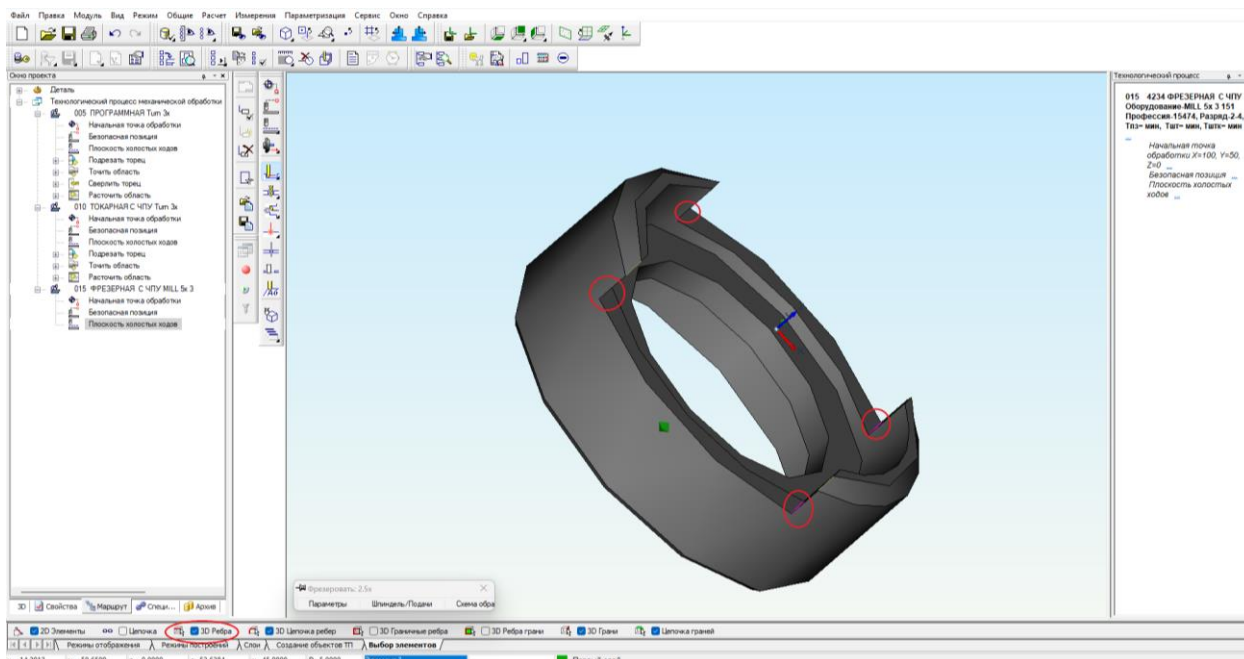 Файл Правка Модуль Вид Режим Общие Расчет Измерения Параметризация Сервис Окно Справка
Окно проекта
Деталь
Технологический процесс механической обработки
005 ПРОГРАММНАЯ Turn 3x
Начальная точка обработки
Безопасная позиция
Плоскость холостых ходов
Подрезать торец
Точить область
Сверлить торец
Расточить область
010 ТОКАРНАЯ С ЧПУ Turn 3x
Начальная точка обработки
Безопасная позиция
Плоскость холостых ходов
Подрезать торец
Точить область
Расточить область
015 ФРЕЗЕРНАЯ С ЧПУ MILL 5x 3
Начальная точка обработки
Безопасная позиция
Плоскость холостых ходов
Технологический процесс
015 4234 ФРЕЗЕРНАЯ С ЧПУ
Оборудование-MILL 5x 3 151
Профессия-15474, Разряд-2-4,
Тпз= мин, Тшт= мин, Тштк= мин
...
Начальная точка
обработки X=100, Y=50,
Z=0 ...
Безопасная позиция ...
Плоскость холостых
ходов ...
Фрезеровать: 2.5x
Параметры Шпиндель/Подачи Схема обра
3D Свойства Маршрут Специ... Архив
2D Элементы Цепочка 3D Ребра 3D Цепочка ребер 3D Граничные ребра 3D Ребра грани 3D Грани Цепочка граней
Режимы отображения Режимы построений Слои Создание объектов ТП Выбор элементов